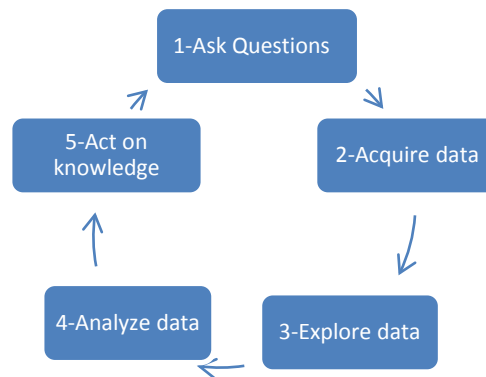 1-Ask Questions
2-Acquire data
3-Explore data
4-Analyze data
5-Act on
knowledge